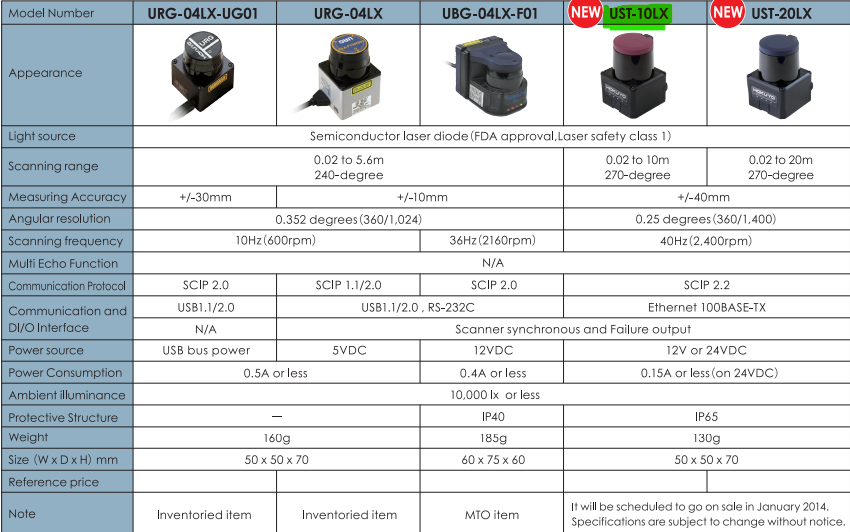 Model Number URG-04LX-UG01 URG-04LX UBG-04LX-F01 NEW UST-10LX NEW UST-20LX
Appearance
URG
HOKUYO HOKUYO
Light source Semiconductor laser diode(FDA approval,Laser safety class 1)
Scanning range 0.02 to 5.6m 0.02 to 10m 0.02 to 20m
240-degree 270-degree 270-degree
Measuring Accuracy +/-30mm +/-10mm +/-40mm
Angular resolution 0.352 degrees(360/1,024) 0.25 degrees(360/1,400)
Scanning frequency 10Hz(600rpm) 36Hz(2160rpm) 40Hz(2,400rpm)
Multi Echo Function N/A
Communication Protocol SCIP 2.0 SCIP 1.1/2.0 SCIP 2.0 SCIP 2.2
Communication and DI/O Interface USB1.1/2.0 USB1.1/2.0 , RS-232C Ethernet 100BASE-TX
N/A Scanner synchronous and Failure output
Power source USB bus power 5VDC 12VDC 12V or 24VDC
Power Consumption 0.5A or less 0.4A or less 0.15A or less(on 24VDC)
Ambient illuminance 10,000 lx or less
Protective Structure — IP40 IP65
Weight 160g 185g 130g
Size (W x D x H) mm 50 x 50 x 70 60 x 75 x 60 50 x 50 x 70
Reference price
Note Inventoried item Inventoried item MTO item It will be scheduled to go on sale in January 2014.
Specifications are subject to change without notice.